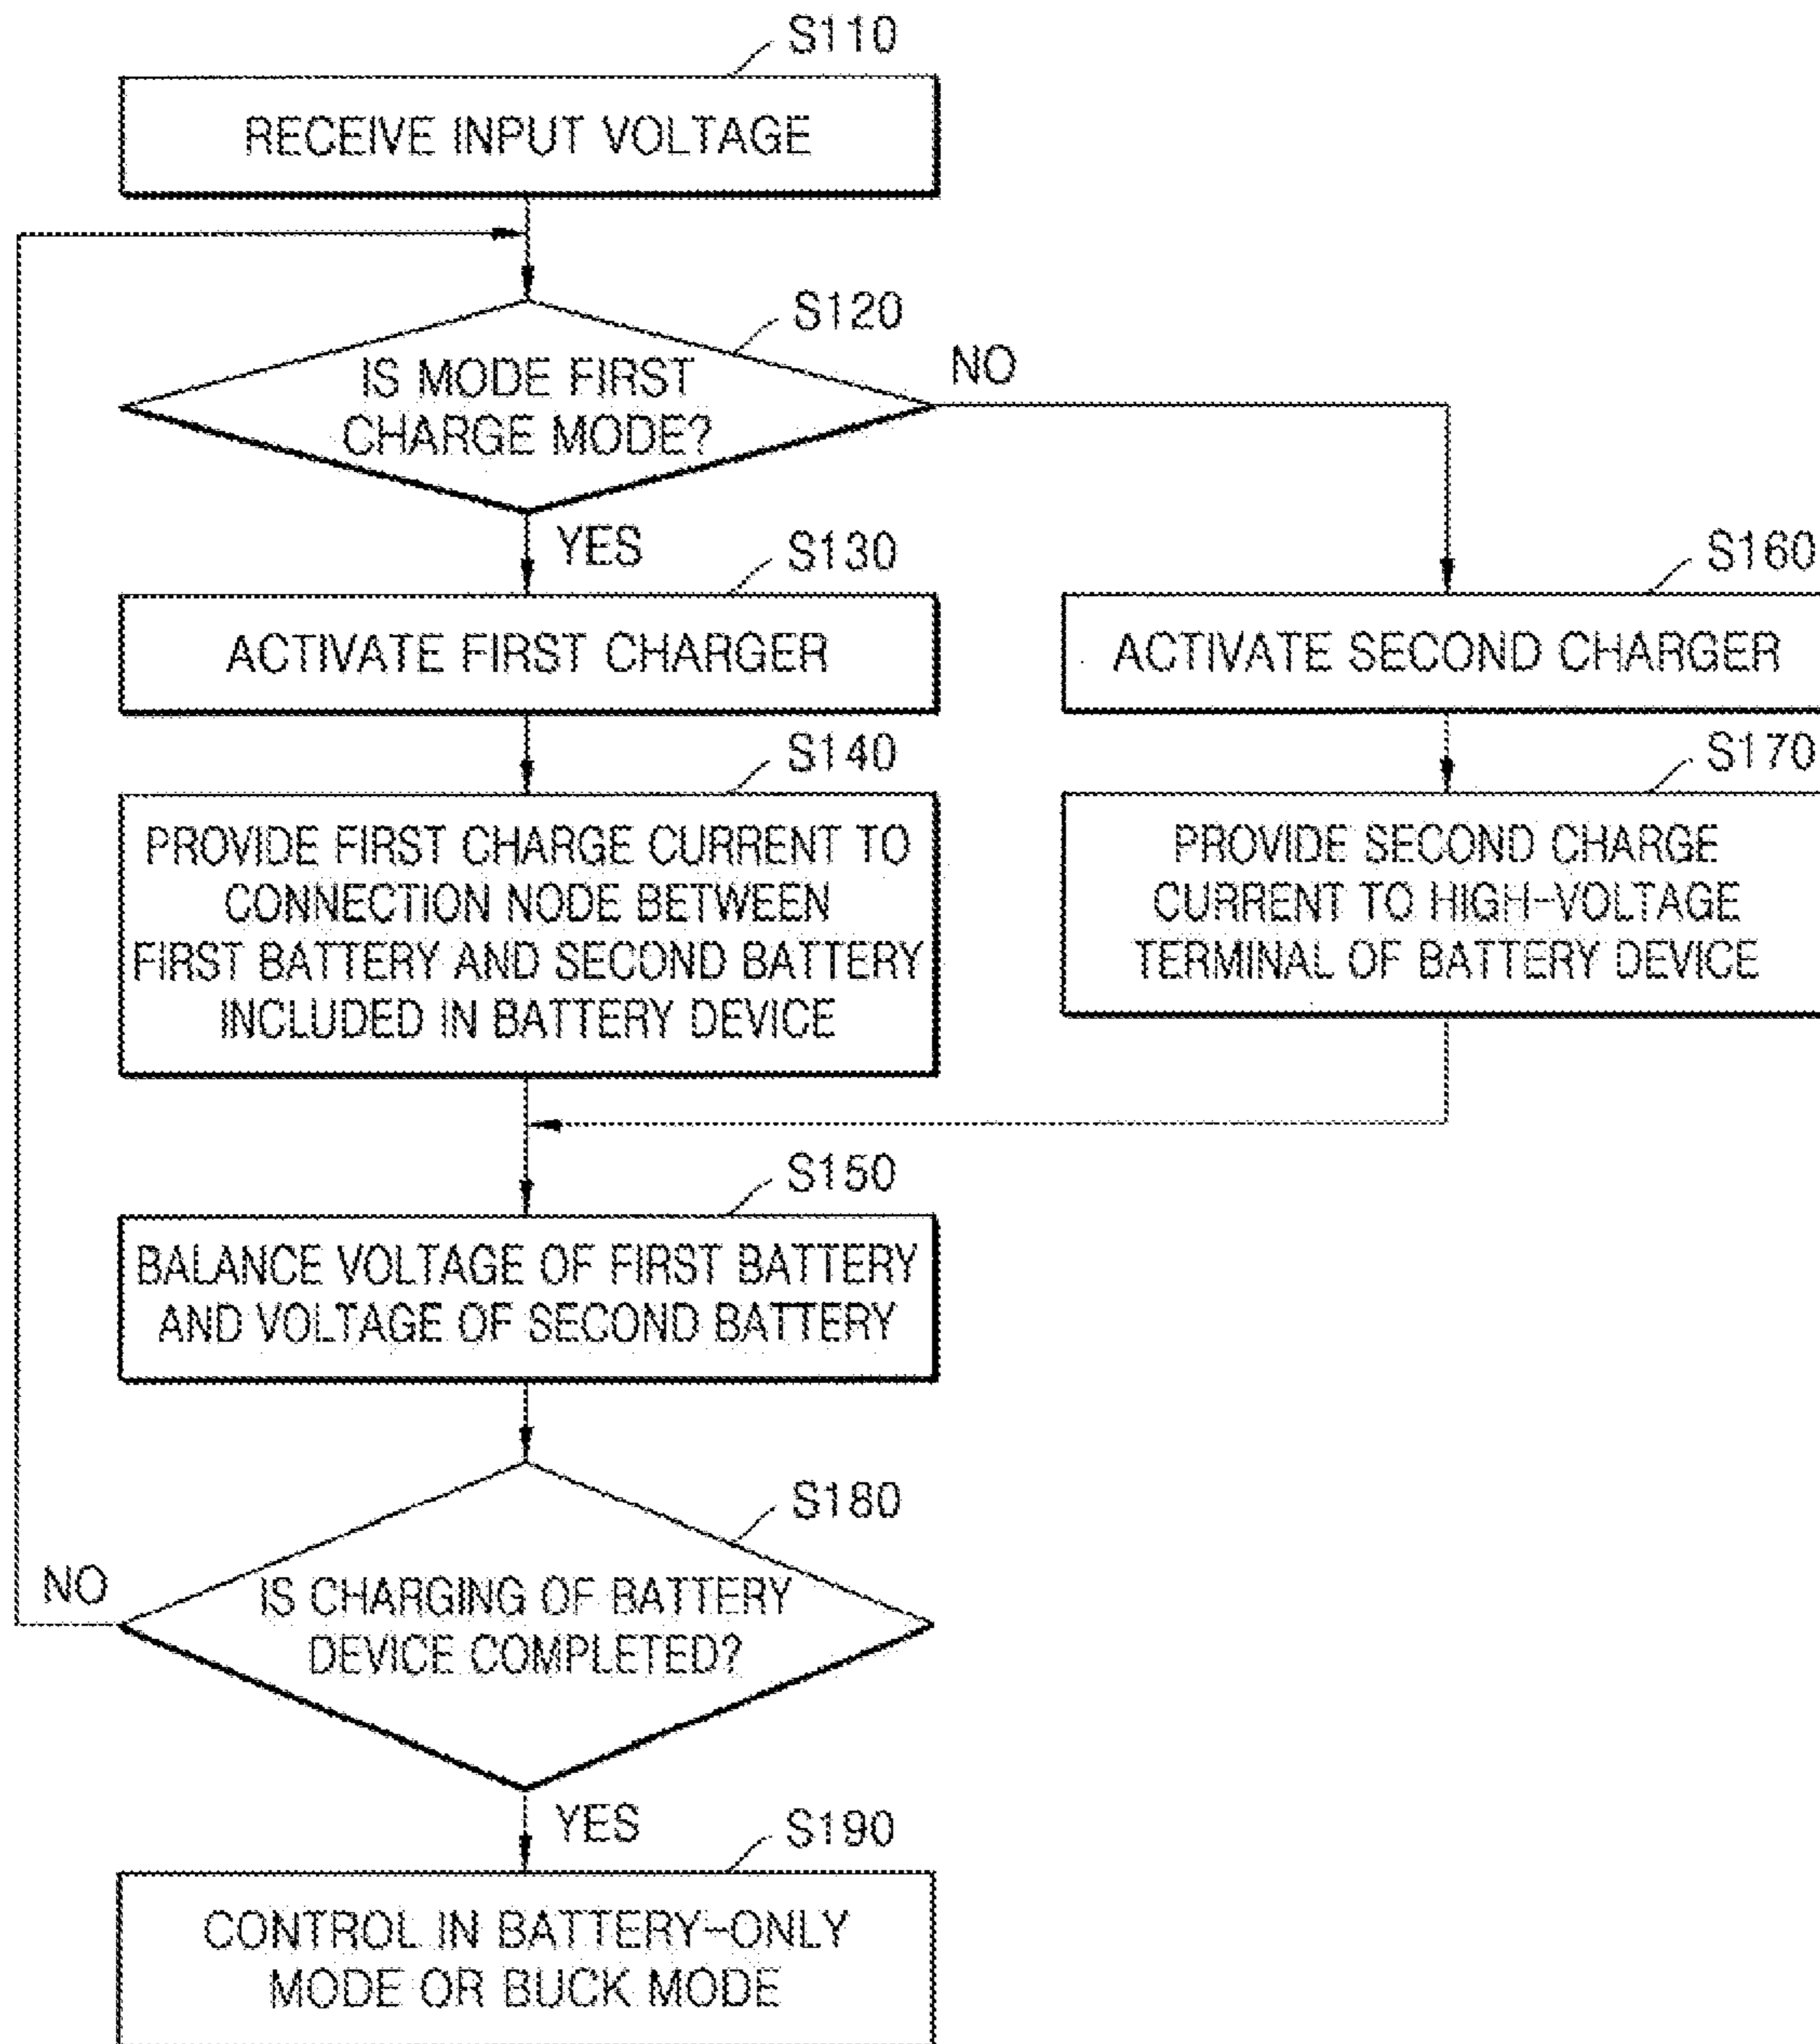 S110
RECEIVE INPUT VOLTAGE
S120
IS MODE FIRST
CHARGE MODE?
NO
YES
S130
ACTIVATE FIRST CHARGER
S160
ACTIVATE SECOND CHARGER
S140
PROVIDE FIRST CHARGE CURRENT TO
CONNECTION NODE BETWEEN
FIRST BATTERY AND SECOND BATTERY
INCLUDED IN BATTERY DEVICE
S170
PROVIDE SECOND CHARGE
CURRENT TO HIGH-VOLTAGE
TERMINAL OF BATTERY DEVICE
S150
BALANCE VOLTAGE OF FIRST BATTERY
AND VOLTAGE OF SECOND BATTERY
S180
IS CHARGING OF BATTERY
DEVICE COMPLETED?
NO
YES
S190
CONTROL IN BATTERY-ONLY
MODE OR BUCK MODE